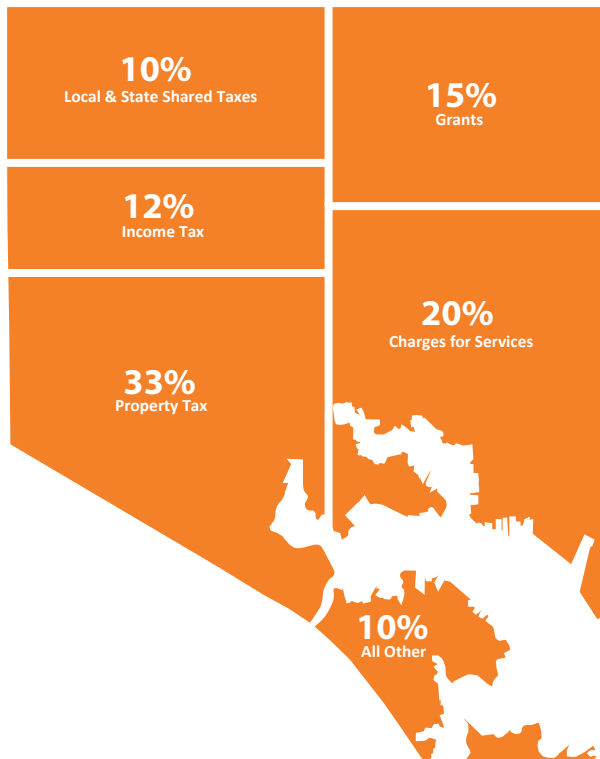 10%
Local & State Shared Taxes
15%
Grants
12%
Income Tax
20%
Charges for Services
33%
Property Tax
10%
All Other